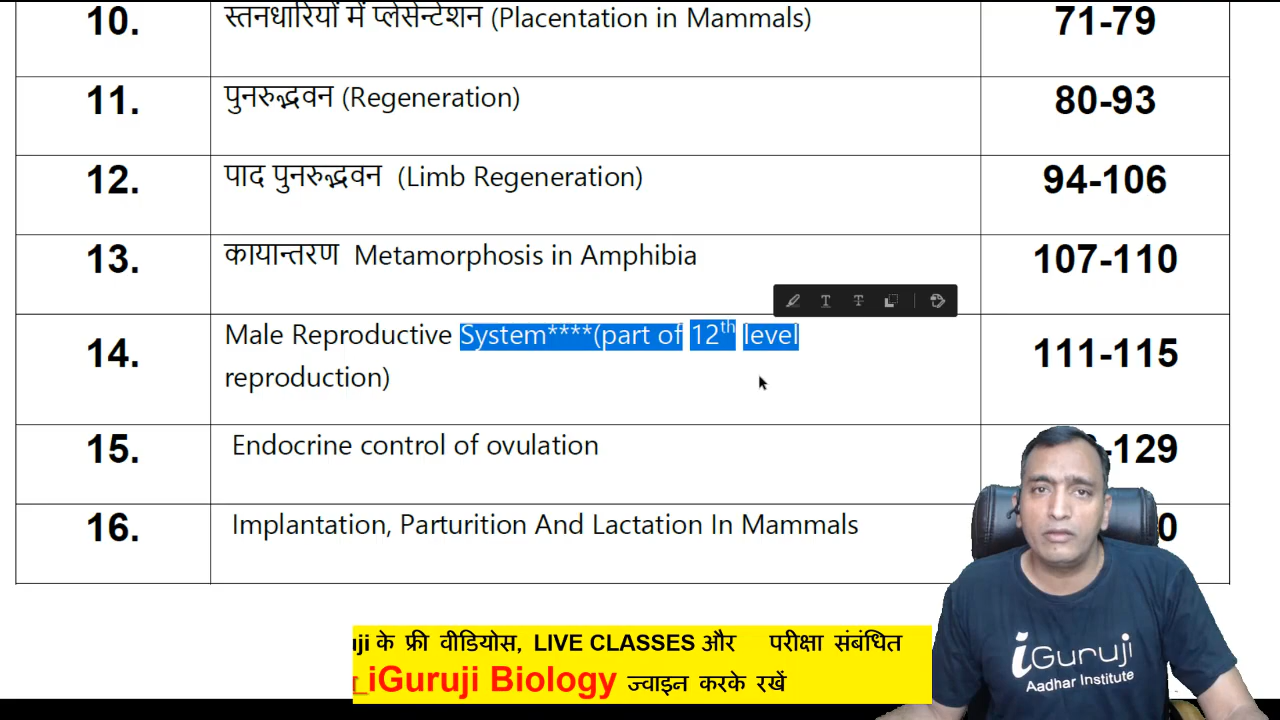 10. स्तनधारियों में प्लेसेन्टेशन (Placentation in Mammals) 71-79
11. पुनरुद्भवन (Regeneration) 80-93
12. पाद पुनरुद्भवन (Limb Regeneration) 94-106
13. कायान्तरण Metamorphosis in Amphibia 107-110
14. Male Reproductive System****(part of 12th level 111-115
reproduction)
15. Endocrine control of ovulation -129
16. Implantation, Parturition And Lactation In Mammals 0
iGuruji
Aadhar Institute
uji के फ्री वीडियोस, LIVE CLASSES और परीक्षा संबंधित
iGuruji Biology ज्वाइन करके रखें